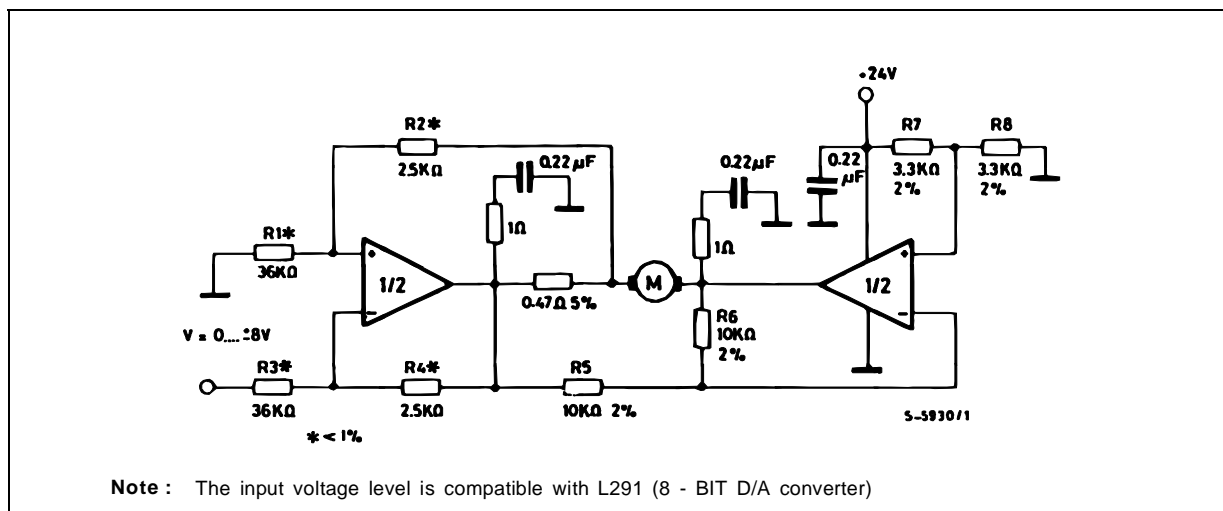 +24V
R2*
2.5KΩ
0.22µF
0.22µF
0.22
µF
R7
3.3KΩ
2%
R8
3.3KΩ
2%
R1*
36KΩ
1Ω
1Ω
+
1/2
-
0.47Ω 5%
M
+
1/2
-
V = 0.... ±8V
R6
10KΩ
2%
R3*
36KΩ
R4*
2.5KΩ
R5
10KΩ 2%
* < 1%
S-5930/1
Note : The input voltage level is compatible with L291 (8 - BIT D/A converter)